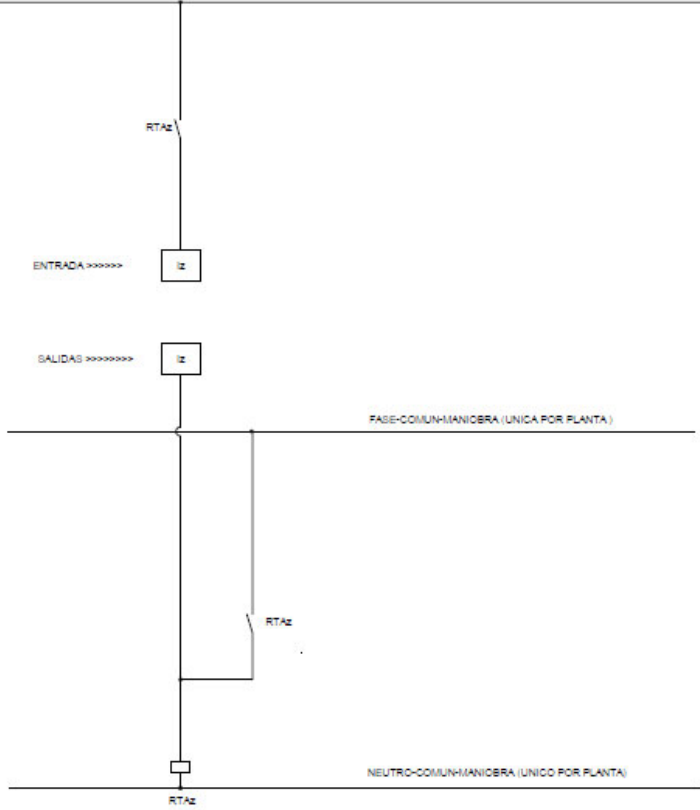 RTAz
ENTRADA >>>>>>
Iz
SALIDAS >>>>>>>>
Iz
FASE-COMUN-MANIOBRA (UNICA POR PLANTA )
RTAz
NEUTRO-COMUN-MANIOBRA (UNICO POR PLANTA)
RTAz